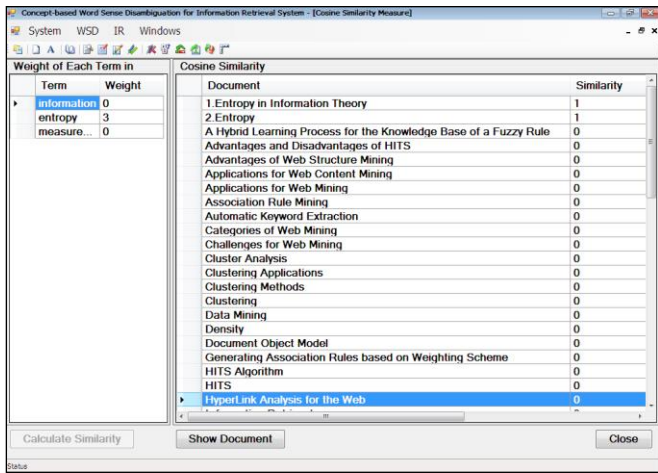 Concept-based Word Sense Disambiguation for Information Retrieval System - [Cosine Similarity Measure]
System WSD IR Windows
Weight of Each Term in
Term Weight
information 0
entropy 3
measure... 0
Cosine Similarity
Document Similarity
1.Entropy in Information Theory 1
2.Entropy 1
A Hybrid Learning Process for the Knowledge Base of a Fuzzy Rule 0
Advantages and Disadvantages of HITS 0
Advantages of Web Structure Mining 0
Applications for Web Content Mining 0
Applications for Web Mining 0
Association Rule Mining 0
Automatic Keyword Extraction 0
Categories of Web Mining 0
Challenges for Web Mining 0
Cluster Analysis 0
Clustering Applications 0
Clustering Methods 0
Clustering 0
Data Mining 0
Density 0
Document Object Model 0
Generating Association Rules based on Weighting Scheme 0
HITS Algorithm 0
HITS 0
HyperLink Analysis for the Web 0
Calculate Similarity Show Document Close
Status